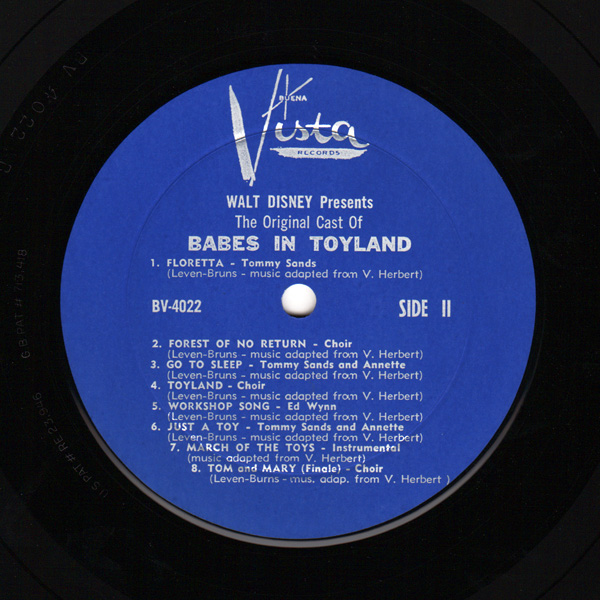 BUENA
Vista
RECORDS
WALT DISNEY Presents
The Original Cast Of
BABES IN TOYLAND
1. FLORETTA - Tommy Sands
(Leven-Bruns - music adapted from V. Herbert)
BV-4022
SIDE II
2. FOREST OF NO RETURN - Choir
(Leven-Bruns - music adapted from V. Herbert)
3. GO TO SLEEP - Tommy Sands and Annette
(Leven-Bruns - music adapted from V. Herbert)
4. TOYLAND - Choir
(Leven-Bruns - music adapted from V. Herbert)
5. WORKSHOP SONG - Ed Wynn
(Leven-Bruns - music adapted from V. Herbert)
6. JUST A TOY - Tommy Sands and Annette
(Leven-Bruns - music adapted from V. Herbert)
7. MARCH OF THE TOYS - Instrumental
(music adapted from V. Herbert)
8. TOM and MARY (Finale) - Choir
(Leven-Burns - mus. adap. from V. Herbert )
BV 4022